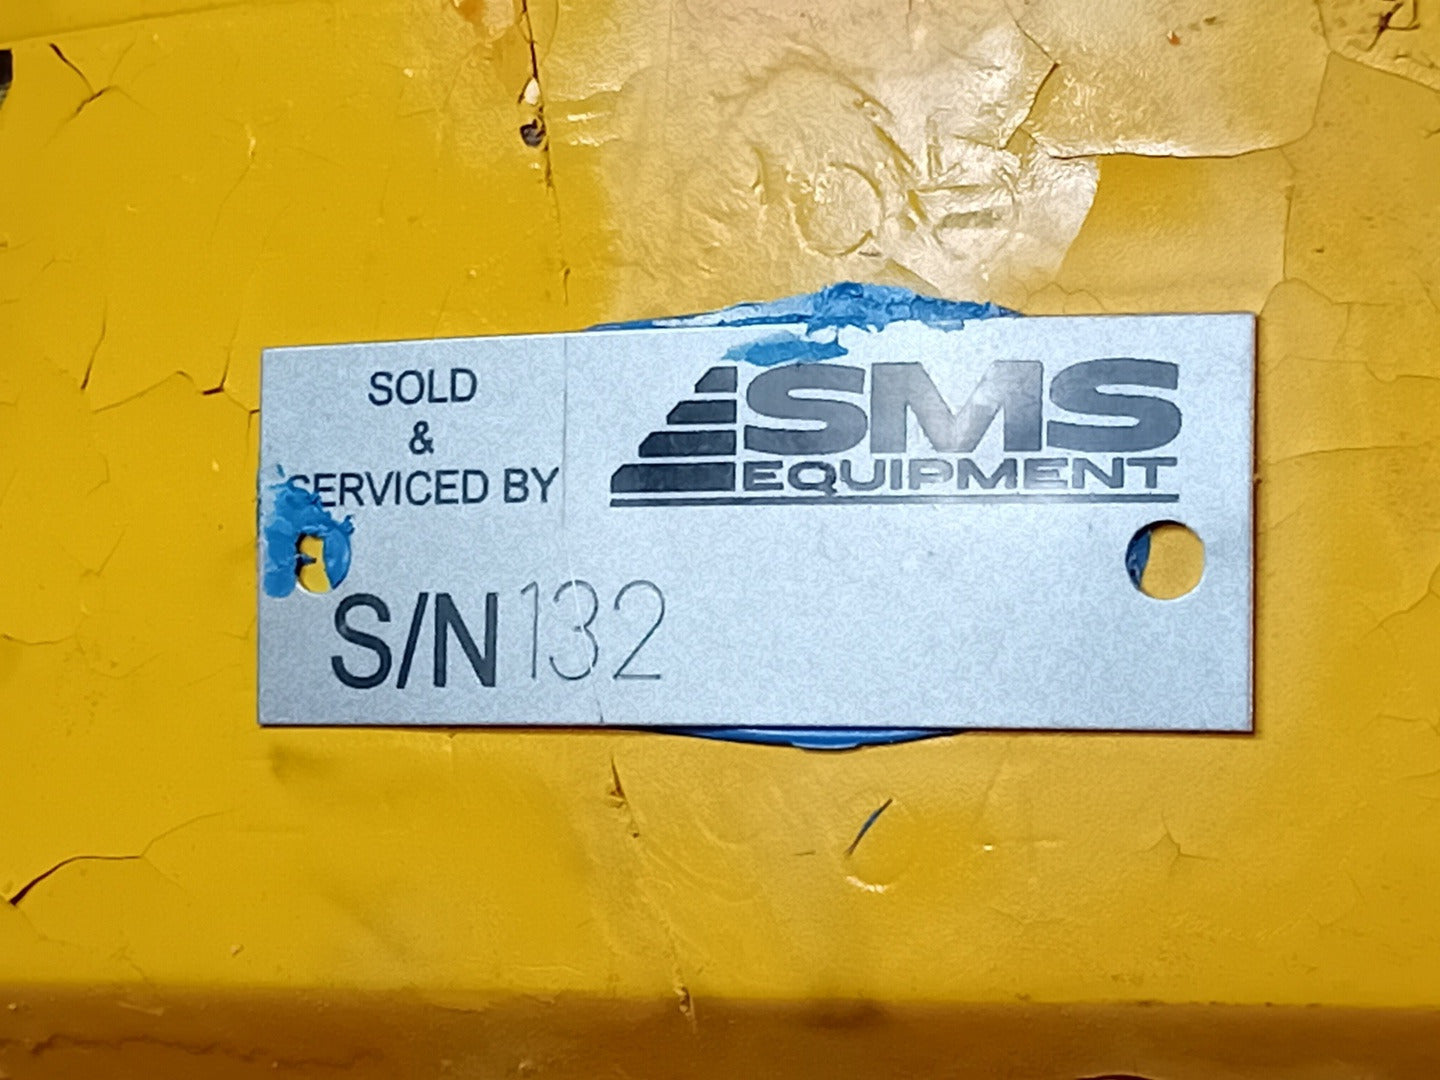 SOLD
&
SERVICED BY
SMS
EQUIPMENT
S/N 132